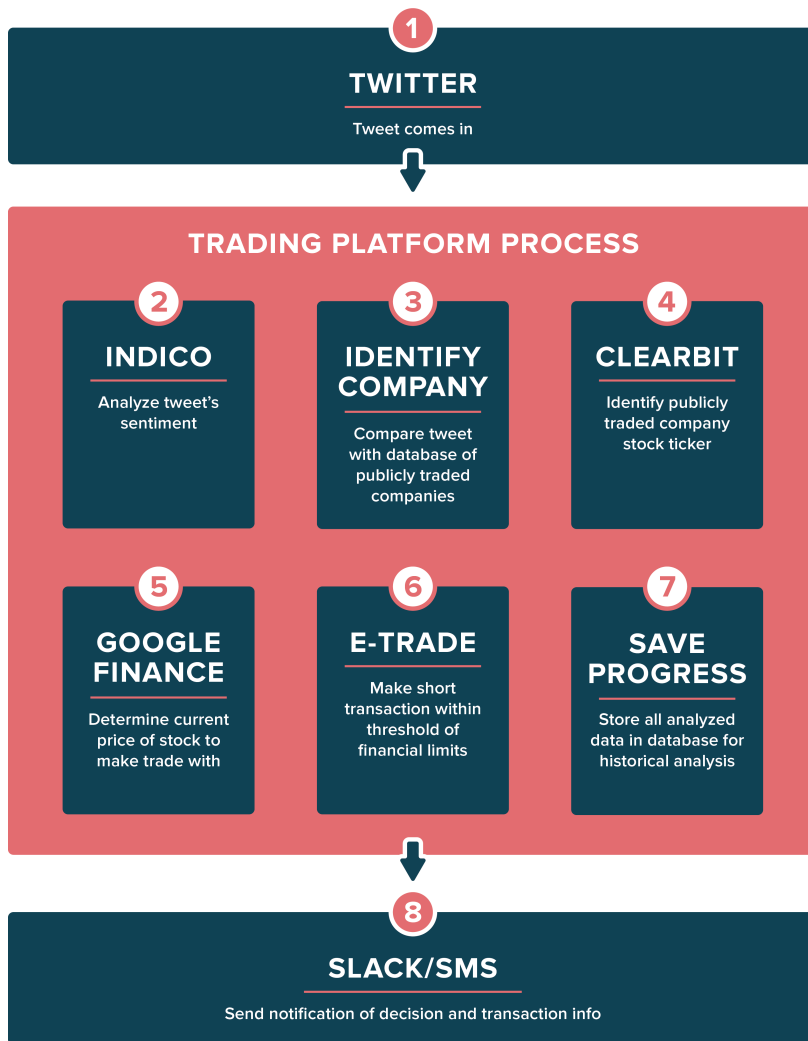 1
TWITTER
Tweet comes in
TRADING PLATFORM PROCESS
2
INDICO
Analyze tweet's
sentiment
3
IDENTIFY
COMPANY
Compare tweet
with database of
publicly traded
companies
4
CLEARBIT
Identify publicly
traded company
stock ticker
5
GOOGLE
FINANCE
Determine current
price of stock to
make trade with
6
E-TRADE
Make short
transaction within
threshold of
financial limits
7
SAVE
PROGRESS
Store all analyzed
data in database for
historical analysis
8
SLACK/SMS
Send notification of decision and transaction info